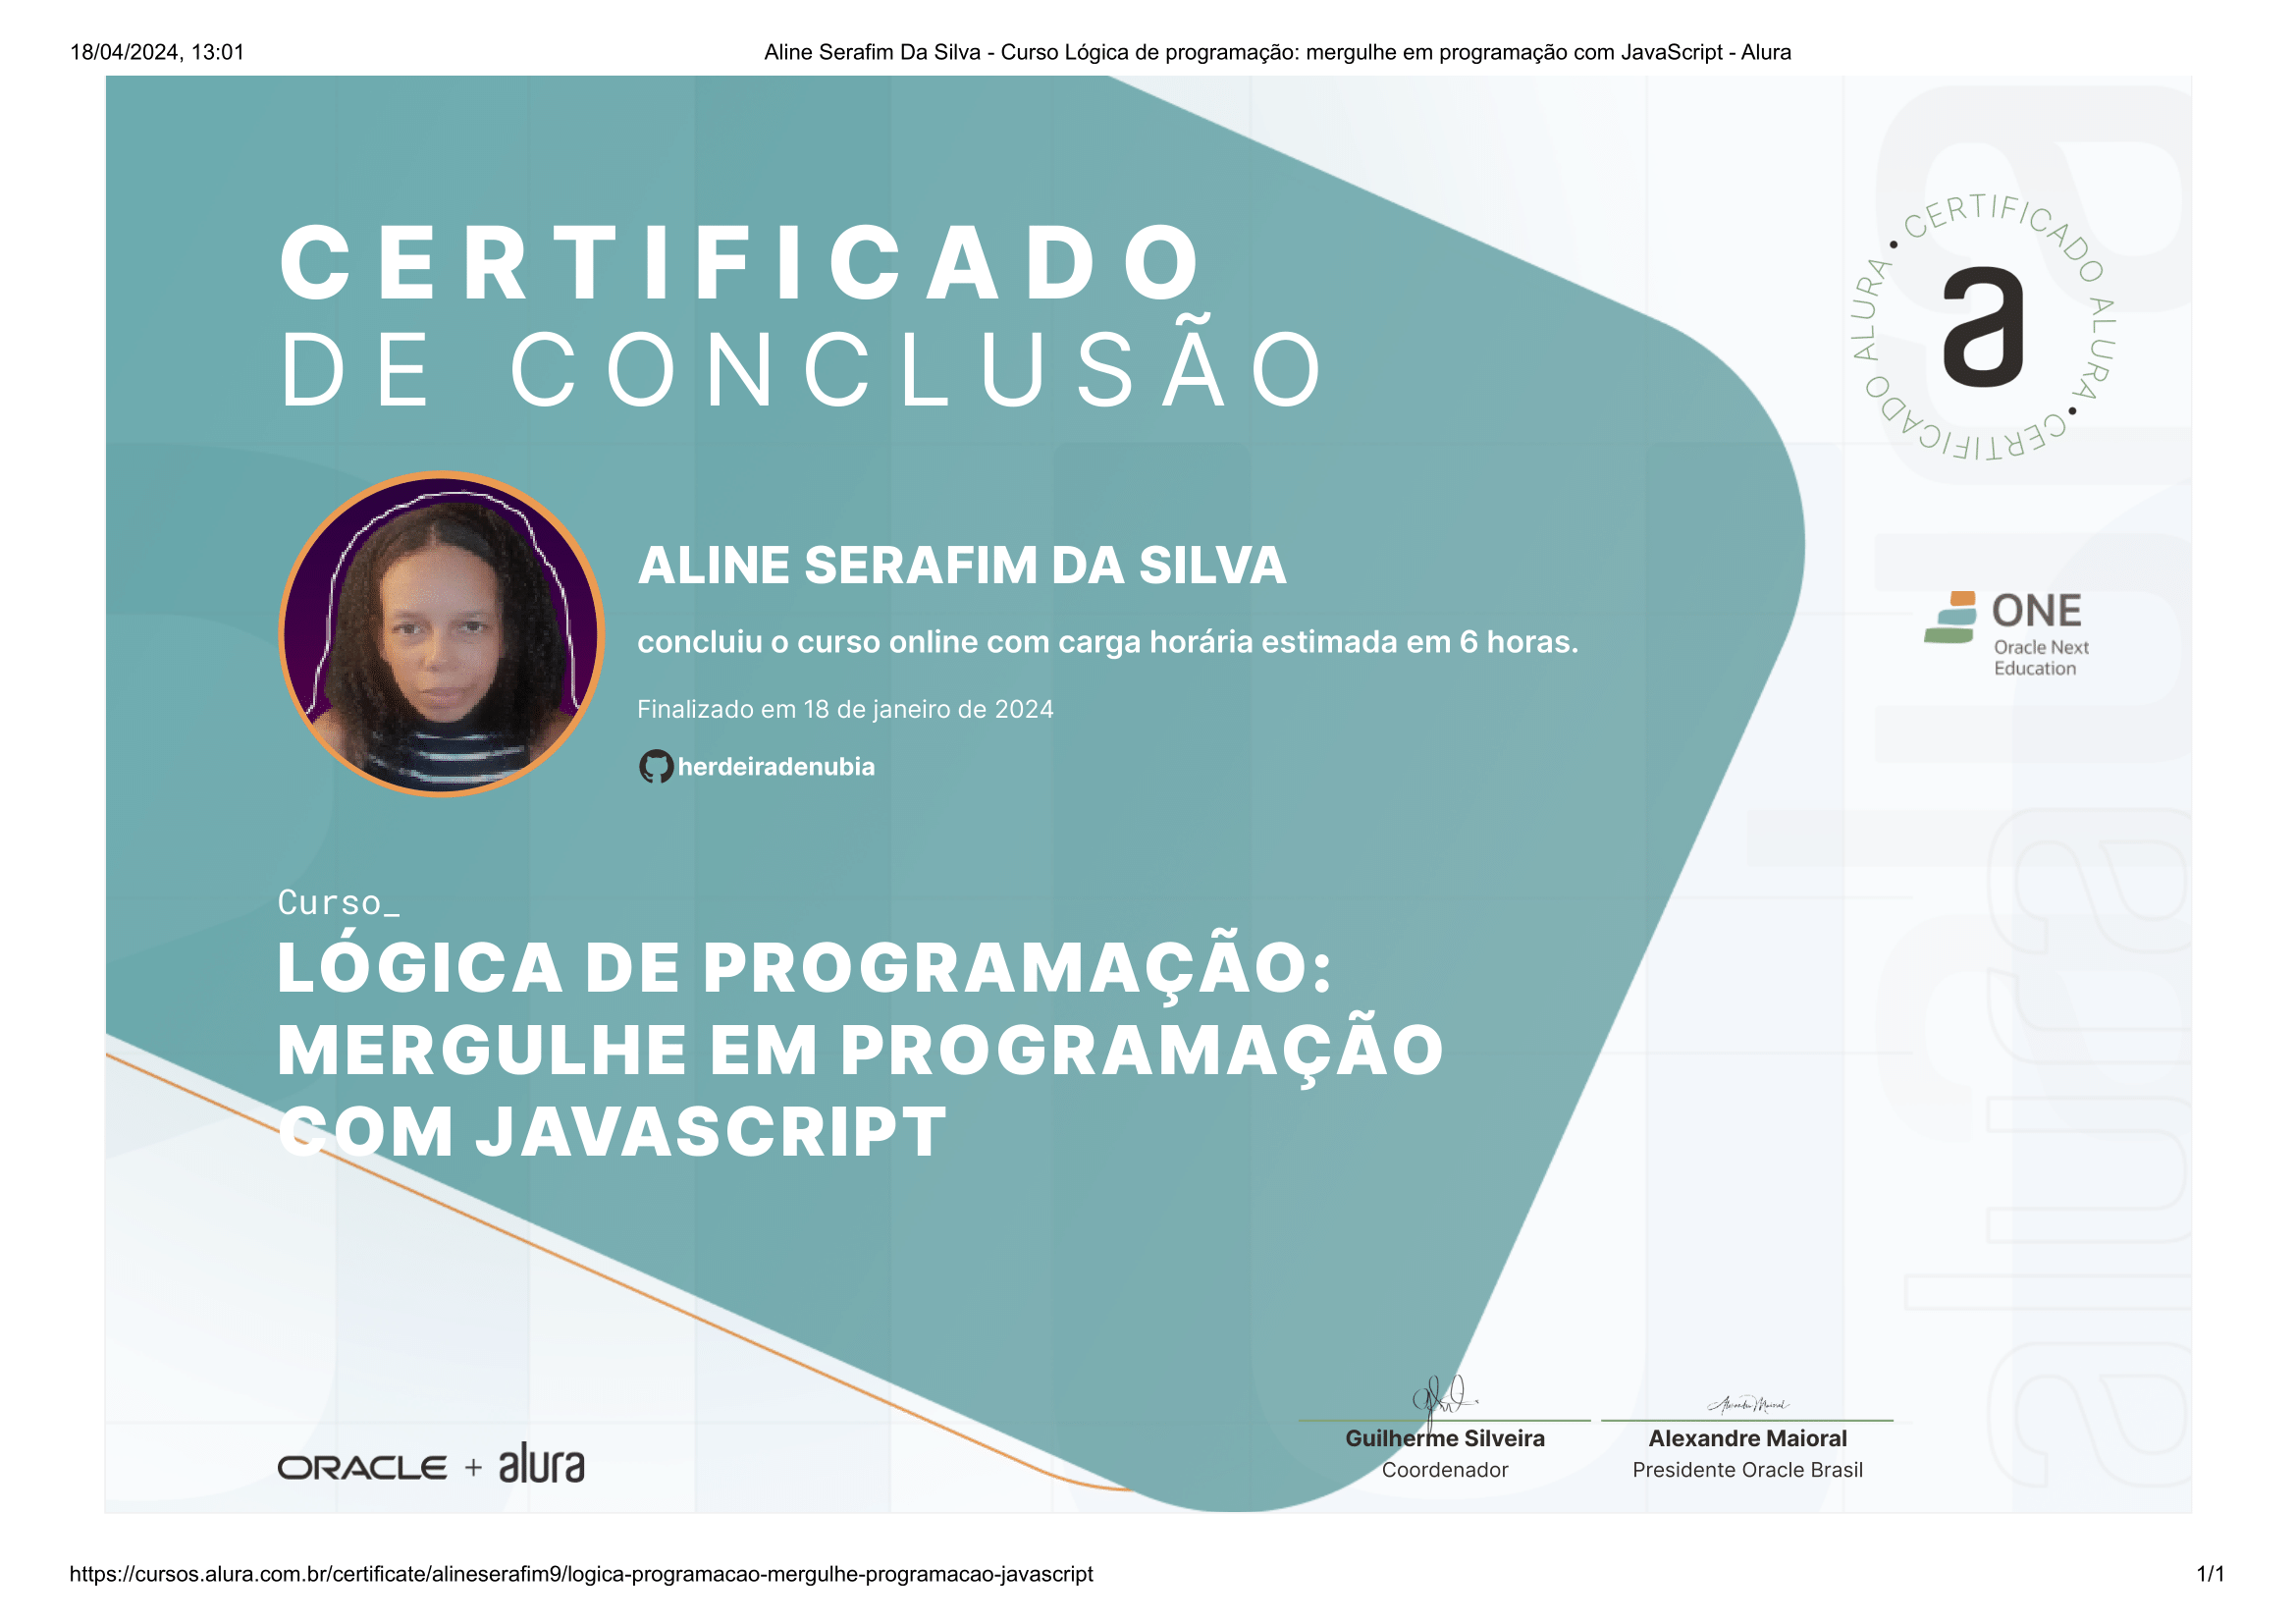 18/04/2024, 13:01
Aline Serafim Da Silva - Curso Lógica de programação: mergulhe em programação com JavaScript - Alura
CERTIFICADO
DE CONCLUSÃO
CERTIFICADO ALURA • CERTIFICADO ALURA •
a
ALINE SERAFIM DA SILVA
concluiu o curso online com carga horária estimada em 6 horas.
Finalizado em 18 de janeiro de 2024
herdeiradenubia
ONE
Oracle Next
Education
Curso_
LÓGICA DE PROGRAMAÇÃO:
MERGULHE EM PROGRAMAÇÃO
COM JAVASCRIPT
alura
ORACLE + alura
Guilherme Silveira
Coordenador
Alexandre Maioral
Presidente Oracle Brasil
https://cursos.alura.com.br/certificate/alineserafim9/logica-programacao-mergulhe-programacao-javascript
1/1